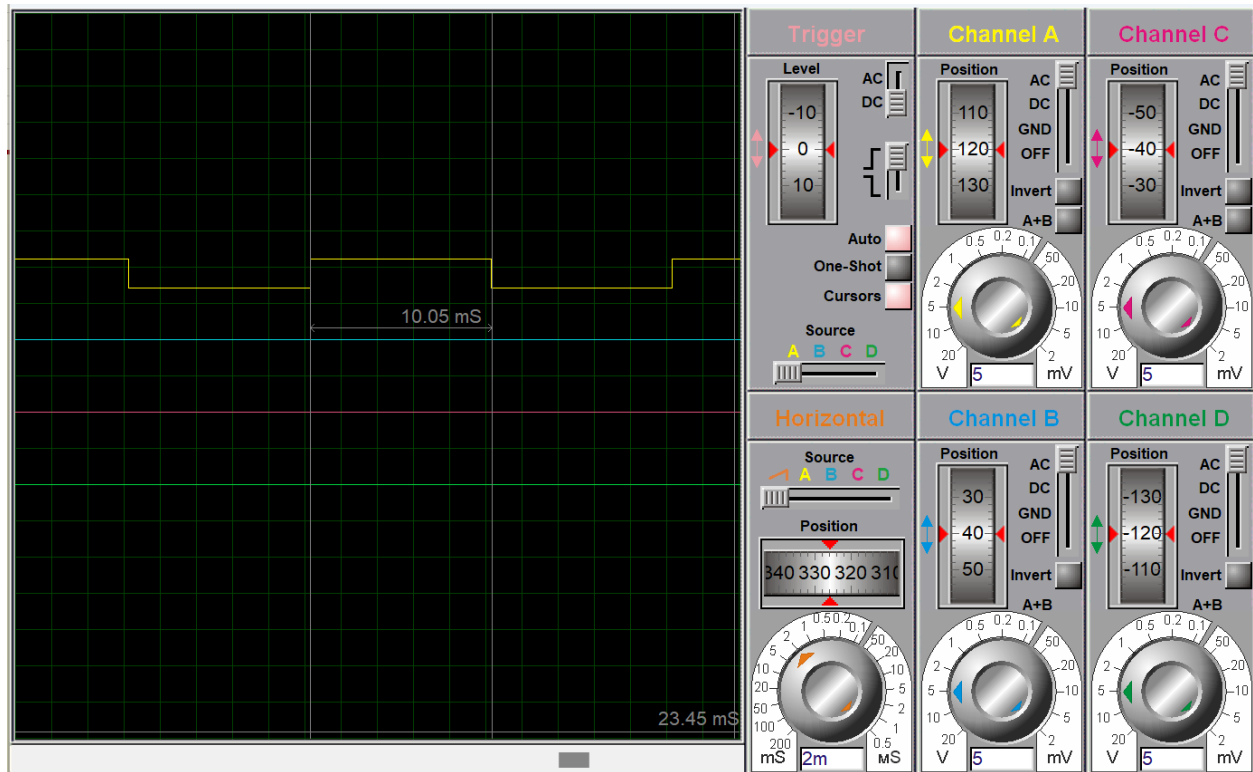 Trigger
Level
-10
0
10
AC
DC
Auto
One-Shot
Cursors
Source
A B C D
Channel A
Position
110
120
130
AC
DC
GND
OFF
Invert
A+B
20 10 5 2 1 0.5 0.2 0.1 50 20 10 5 2
V 5 mV
Channel C
Position
-50
-40
-30
AC
DC
GND
OFF
Invert
A+B
20 10 5 2 1 0.5 0.2 0.1 50 20 10 5 2
V 5 mV
10.05 mS
23.45 mS
Horizontal
Source
A B C D
Position
340 330 320 310
200 100 50 20 10 5 2 1 0.5 0.2 0.1 50 20 10 5 2 1 0.5
mS 2m мS
Channel B
Position
30
40
50
AC
DC
GND
OFF
Invert
A+B
20 10 5 2 1 0.5 0.2 0.1 50 20 10 5 2
V 5 mV
Channel D
Position
-130
-120
-110
AC
DC
GND
OFF
Invert
A+B
20 10 5 2 1 0.5 0.2 0.1 50 20 10 5 2
V 5 mV